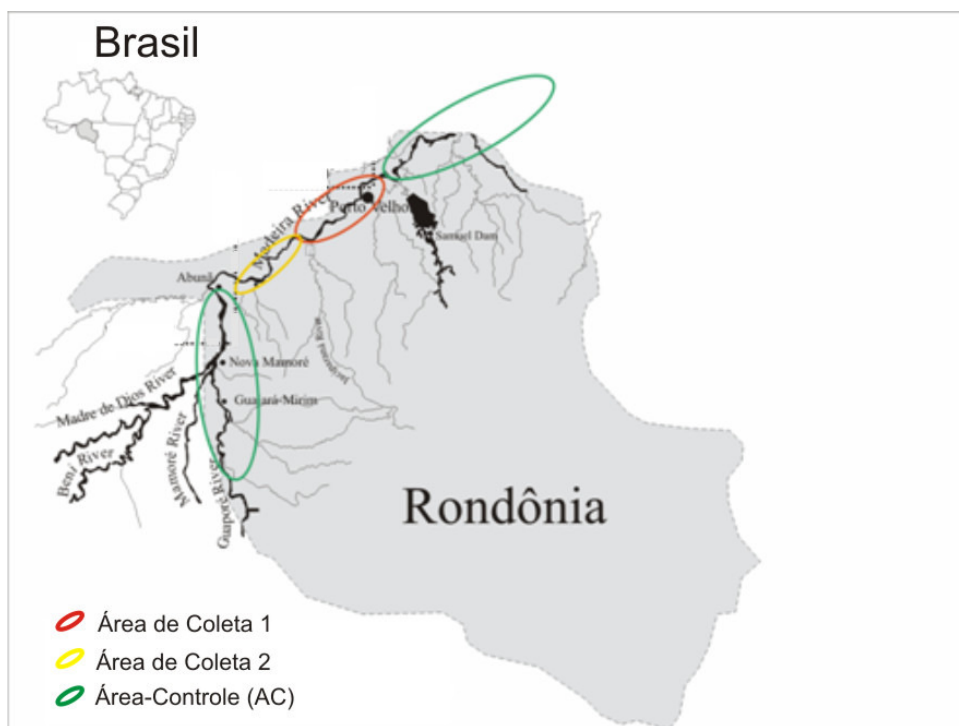 Brasil
Madeira River
Porto Velho
Samuel Dam
Abunã
Nova Mamoré
Guajará-Mirim
Madre de Dios River
Beni River
Mamoré River
Guaporé River
Rondônia
Área de Coleta 1
Área de Coleta 2
Área-Controle (AC)